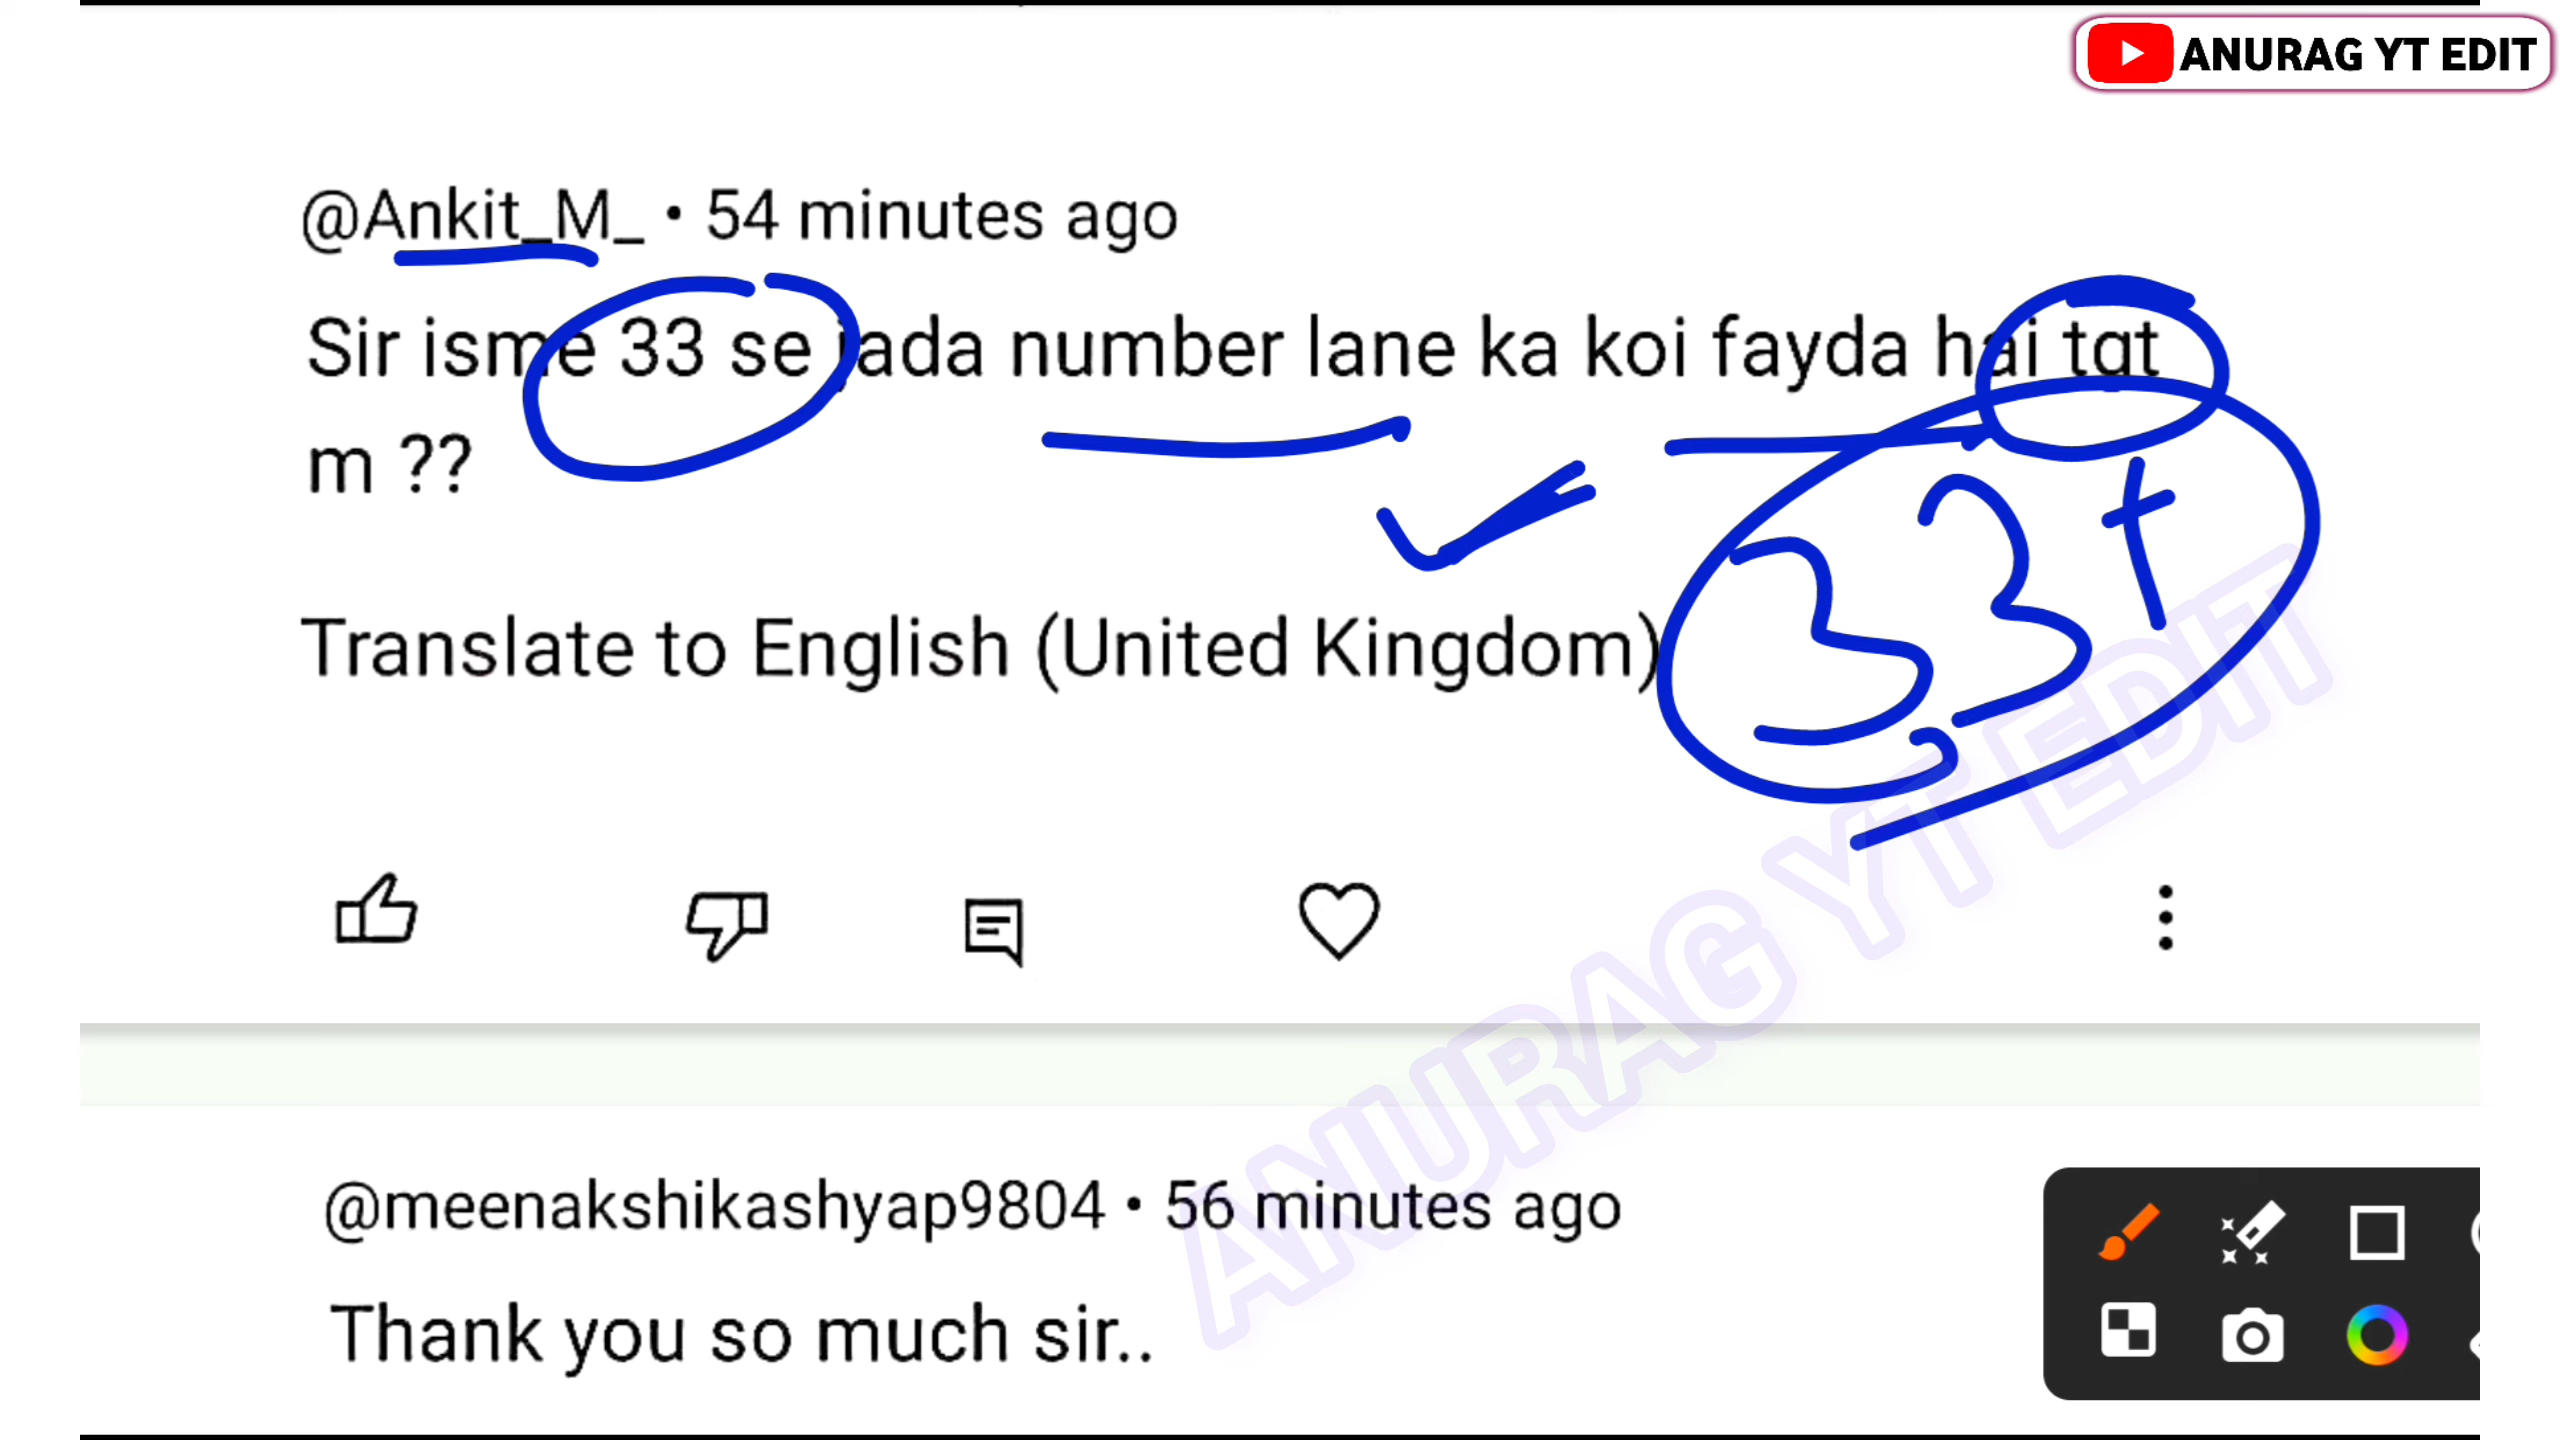 ANURAG YT EDIT
@Ankit_M_ • 54 minutes ago
Sir isme 33 se jada number lane ka koi fayda hai tgt
m ??
33+
Translate to English (United Kingdom)
ANURAG YT EDIT
@meenakshikashyap9804 • 56 minutes ago
Thank you so much sir..